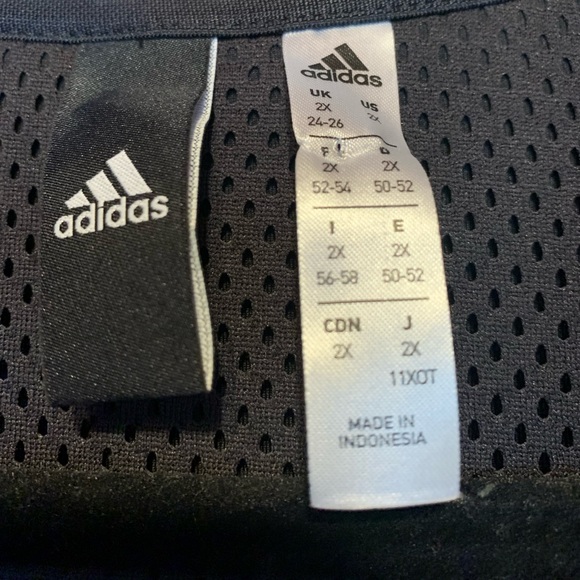 adidas
adidas
UK US
2X 2X
24-26
F D
2X 2X
52-54 50-52
I E
2X 2X
56-58 50-52
CDN J
2X 2X
11XOT
MADE IN
INDONESIA